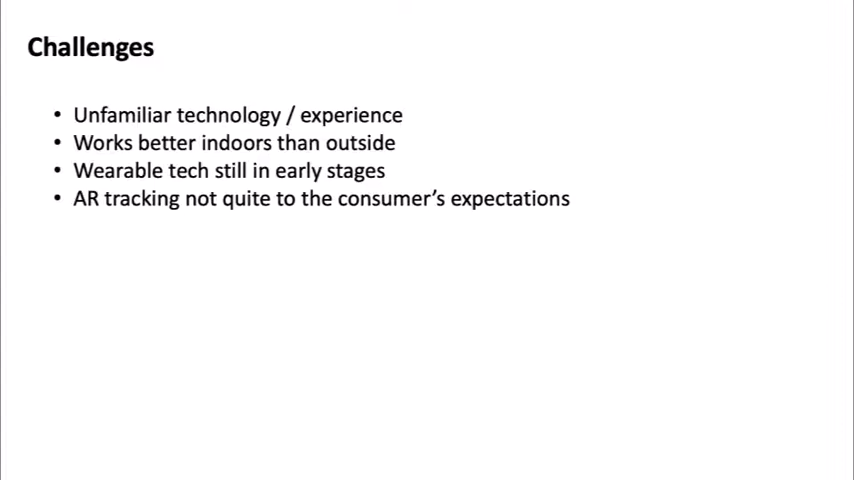 Challenges
• Unfamiliar technology / experience
• Works better indoors than outside
• Wearable tech still in early stages
• AR tracking not quite to the consumer’s expectations